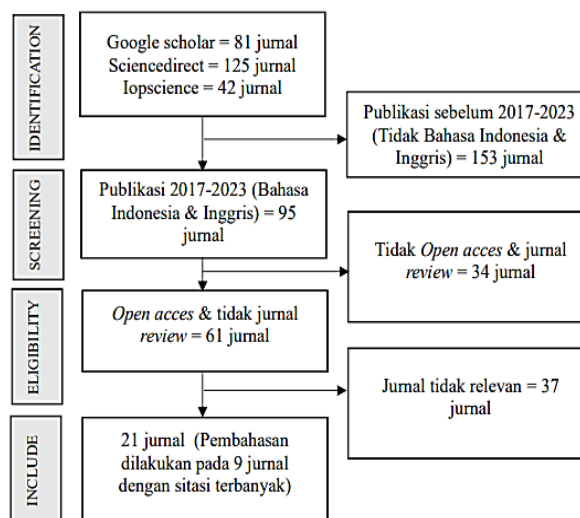 IDENTIFICATION
Google scholar = 81 jurnal
Sciencedirect = 125 jurnal
Iopscience = 42 jurnal
Publikasi sebelum 2017-2023
(Tidak Bahasa Indonesia &
Inggris) = 153 jurnal
SCREENING
Publikasi 2017-2023 (Bahasa
Indonesia & Inggris) = 95
jurnal
Tidak Open acces & jurnal
review = 34 jurnal
ELIGIBILITY
Open acces & tidak jurnal
review = 61 jurnal
Jurnal tidak relevan = 37
jurnal
INCLUDE
21 jurnal (Pembahasan
dilakukan pada 9 jurnal
dengan sitasi terbanyak)